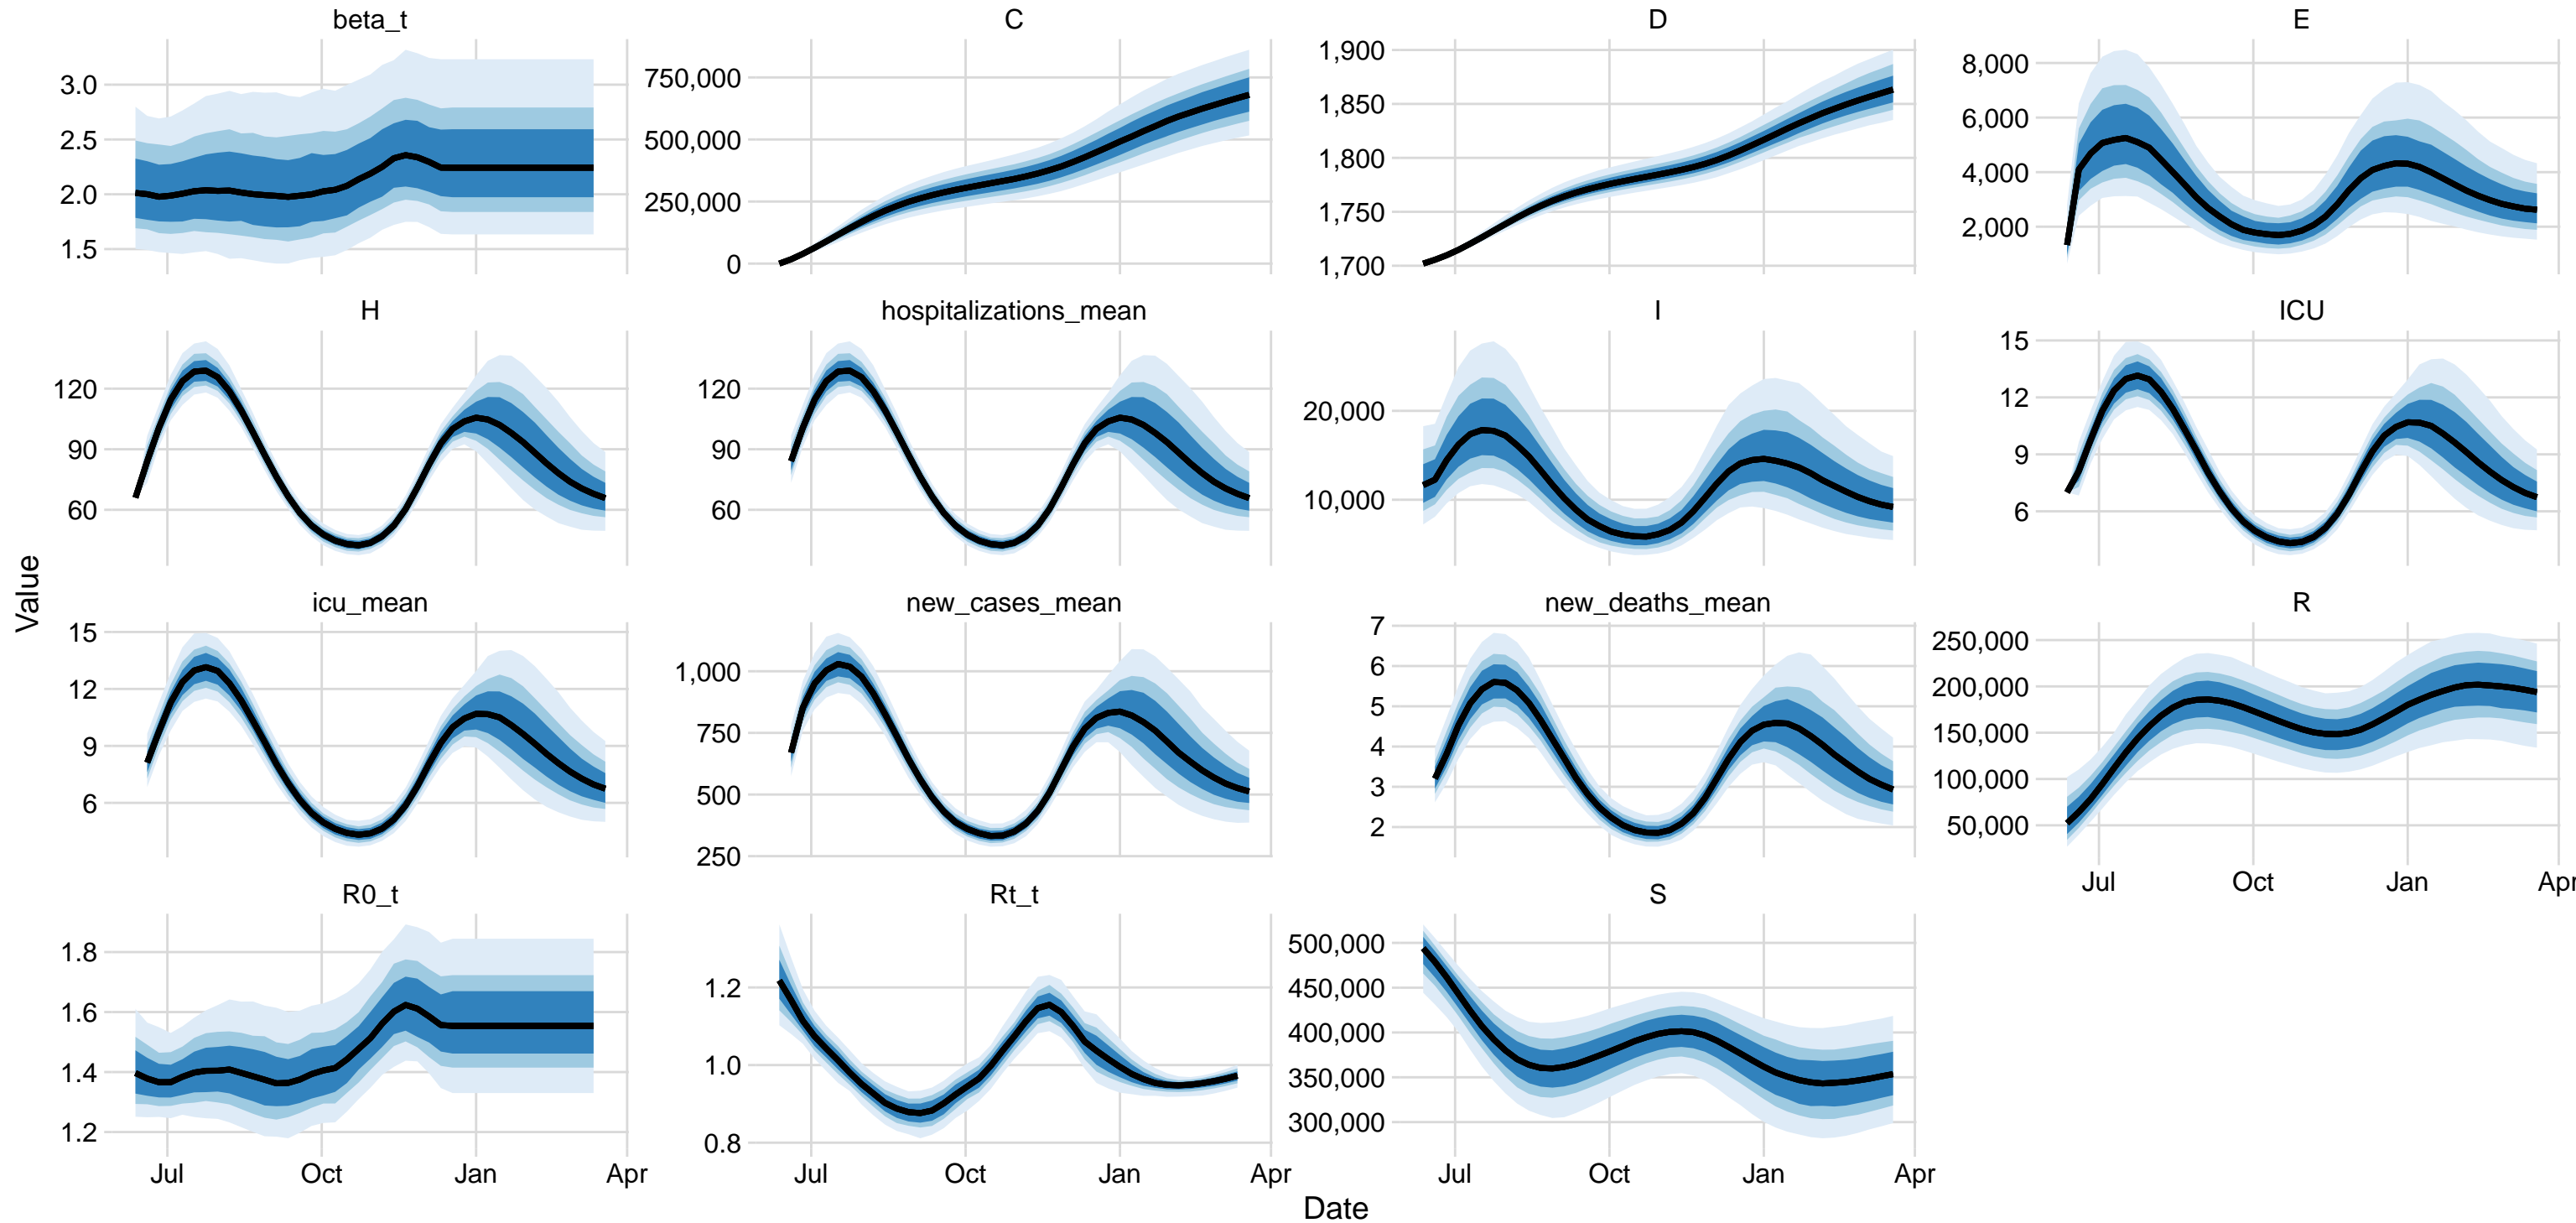 beta_t
C
D
E
3.0
2.5
2.0
1.5
750,000
500,000
250,000
0
1,900
1,850
1,800
1,750
1,700
8,000
6,000
4,000
2,000
H
hospitalizations_mean
I
ICU
120
90
60
120
90
60
20,000
10,000
15
12
9
6
Value
icu_mean
new_cases_mean
new_deaths_mean
R
15
12
9
6
1,000
750
500
250
7
6
5
4
3
2
250,000
200,000
150,000
100,000
50,000
Jul Oct Jan Apr
R0_t
Rt_t
S
1.8
1.6
1.4
1.2
1.2
1.0
0.8
500,000
450,000
400,000
350,000
300,000
Jul Oct Jan Apr
Jul Oct Jan Apr
Jul Oct Jan Apr
Date